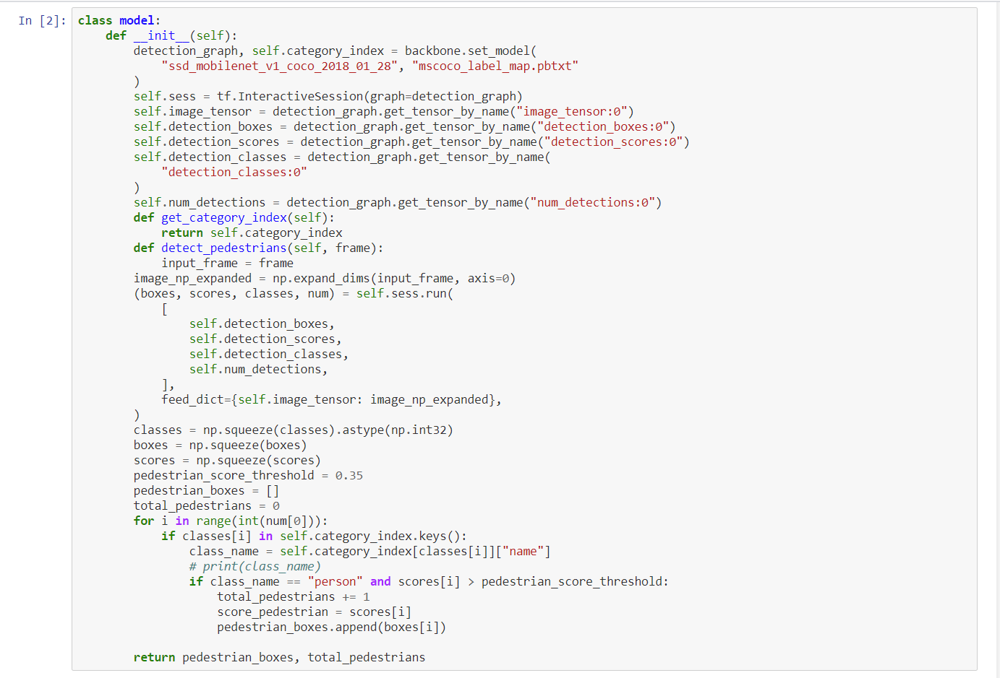 In [2]: class model:
    def __init__(self):
        detection_graph, self.category_index = backbone.set_model(
            "ssd_mobilenet_v1_coco_2018_01_28", "mscoco_label_map.pbtxt"
        )
        self.sess = tf.InteractiveSession(graph=detection_graph)
        self.image_tensor = detection_graph.get_tensor_by_name("image_tensor:0")
        self.detection_boxes = detection_graph.get_tensor_by_name("detection_boxes:0")
        self.detection_scores = detection_graph.get_tensor_by_name("detection_scores:0")
        self.detection_classes = detection_graph.get_tensor_by_name(
            "detection_classes:0"
        )
        self.num_detections = detection_graph.get_tensor_by_name("num_detections:0")
        def get_category_index(self):
            return self.category_index
        def detect_pedestrians(self, frame):
            input_frame = frame
        image_np_expanded = np.expand_dims(input_frame, axis=0)
        (boxes, scores, classes, num) = self.sess.run(
            [
                self.detection_boxes,
                self.detection_scores,
                self.detection_classes,
                self.num_detections,
            ],
            feed_dict={self.image_tensor: image_np_expanded},
        )
        classes = np.squeeze(classes).astype(np.int32)
        boxes = np.squeeze(boxes)
        scores = np.squeeze(scores)
        pedestrian_score_threshold = 0.35
        pedestrian_boxes = []
        total_pedestrians = 0
        for i in range(int(num[0])):
            if classes[i] in self.category_index.keys():
                class_name = self.category_index[classes[i]]["name"]
                # print(class_name)
                if class_name == "person" and scores[i] > pedestrian_score_threshold:
                    total_pedestrians += 1
                    score_pedestrian = scores[i]
                    pedestrian_boxes.append(boxes[i])

        return pedestrian_boxes, total_pedestrians